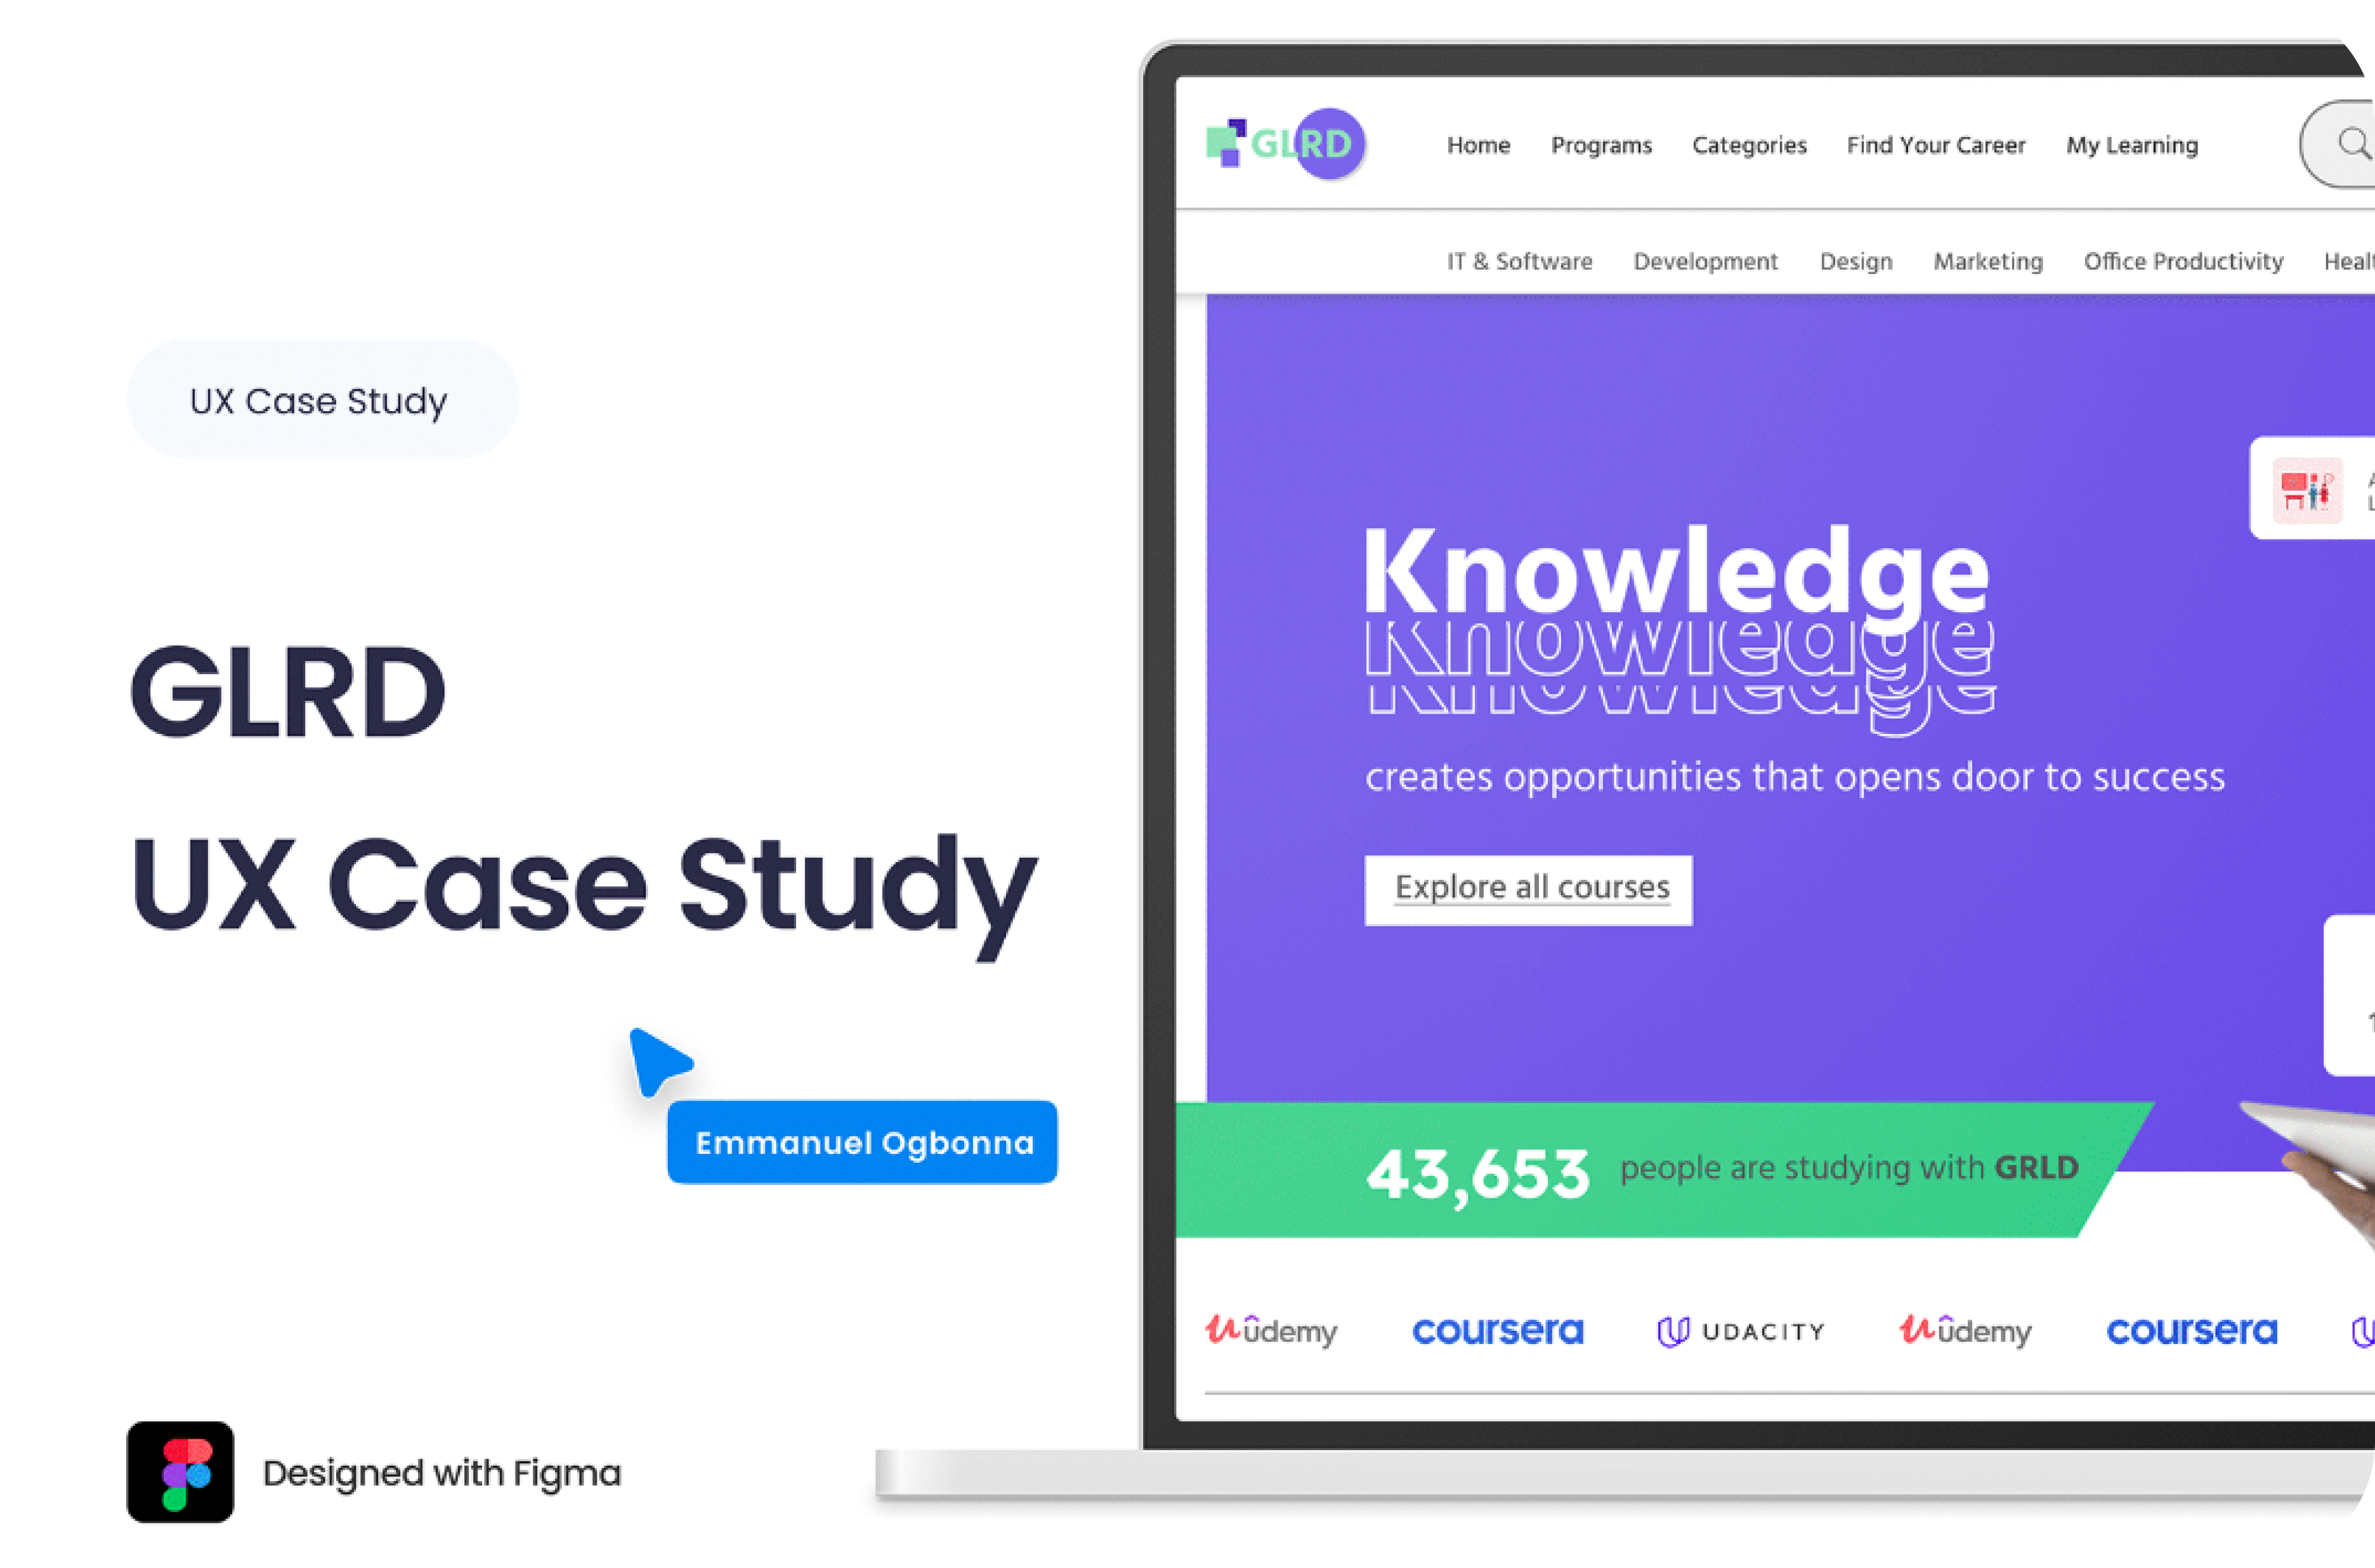 UX Case Study
GLRD
UX Case Study
Emmanuel Ogbonna
Designed with Figma
GLRD
Home Programs Categories Find Your Career My Learning
IT & Software Development Design Marketing Office Productivity
Knowledge
Knowledge
Knowledge
creates opportunities that opens door to success
Explore all courses
43,653 people are studying with GRLD
ûdemy coursera UDACITY ûdemy coursera